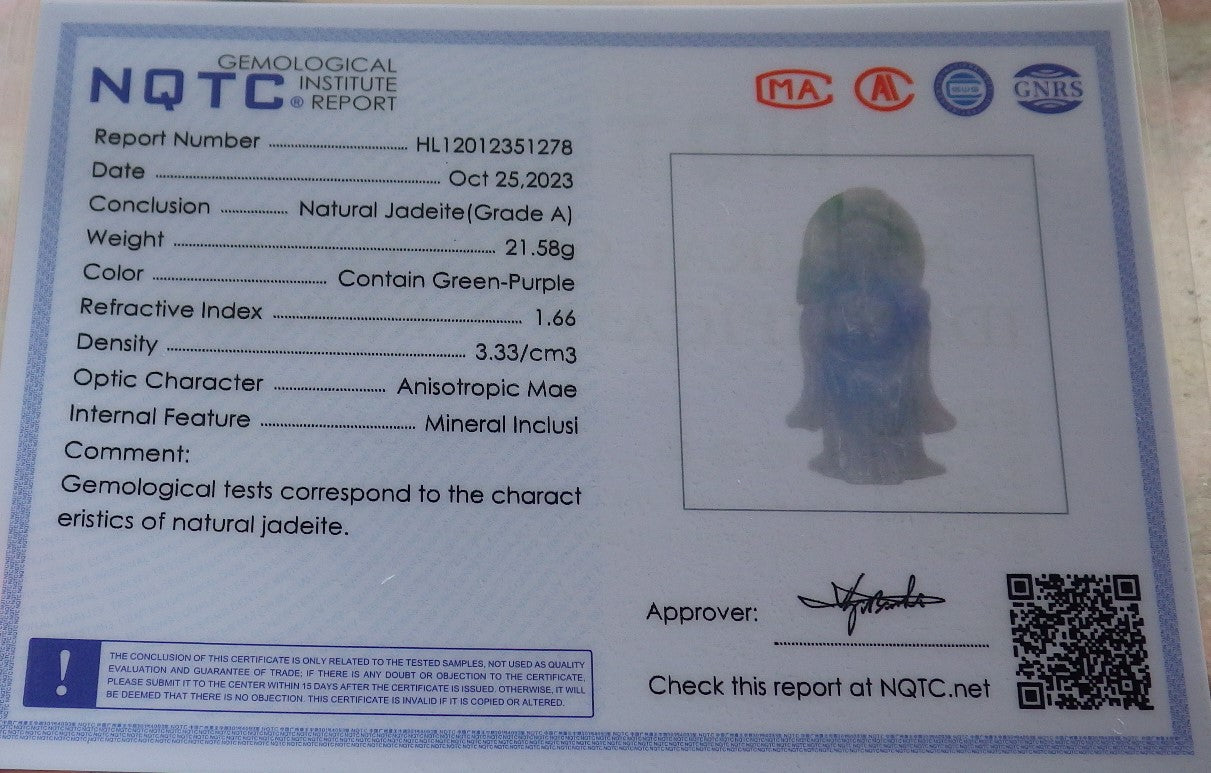 GEMOLOGICAL
NQTC ® INSTITUTE
REPORT
MA
AL
GNRS
Report Number ........ HL12012351278
Date ........ Oct 25,2023
Conclusion ........ Natural Jadeite(Grade A)
Weight ........ 21.58g
Color ........ Contain Green-Purple
Refractive Index ........ 1.66
Density ........ 3.33/cm3
Optic Character ........ Anisotropic Mae
Internal Feature ........ Mineral Inclusi
Comment:
Gemological tests correspond to the charact
eristics of natural jadeite.
Approver:
Check this report at NQTC.net
!
THE CONCLUSION OF THIS CERTIFICATE IS ONLY RELATED TO THE TESTED SAMPLES, NOT USED AS QUALITY
EVALUATION AND GUARANTEE OF TRADE; IF THERE IS ANY DOUBT OR OBJECTION TO THE CERTIFICATE,
PLEASE SUBMIT IT TO THE CENTER WITHIN 15 DAYS AFTER THE CERTIFICATE IS ISSUED. OTHERWISE, IT WILL
BE DEEMED THAT THERE IS NO OBJECTION. THIS CERTIFICATE IS INVALID IF IT IS COPIED OR ALTERED.